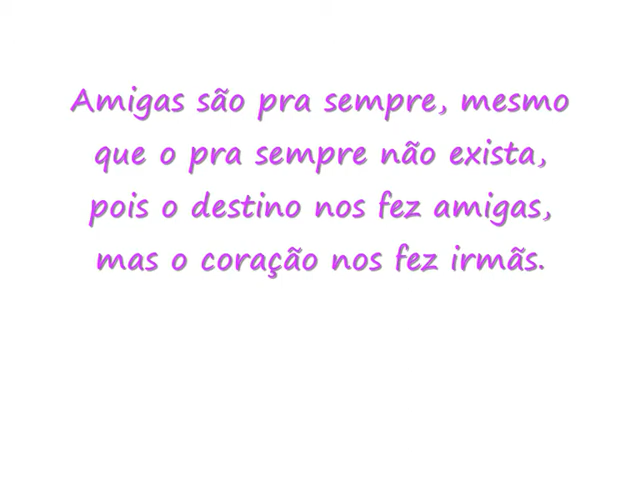 Amigas são pra sempre, mesmo
que o pra sempre não exista,
pois o destino nos fez amigas,
mas o coração nos fez irmãs.